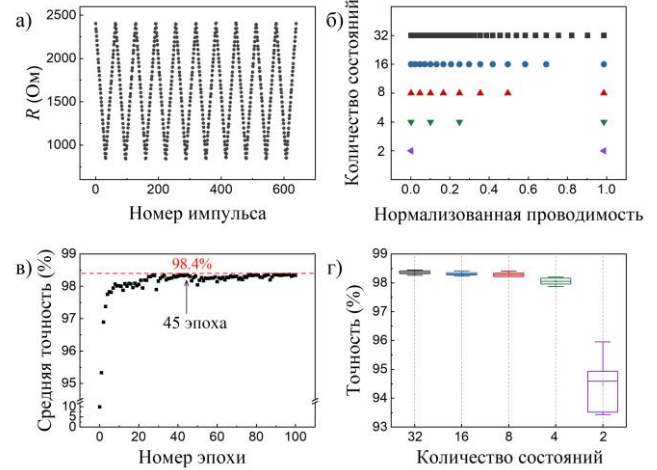 а)
2500
2000
1500
1000
R (Ом)
0 200 400 600
Номер импульса
б)
32
16
8
4
2
Количество состояний
0.0 0.2 0.4 0.6 0.8 1.0
Нормализованная проводимость
в)
99
98
97
96
95
10
5
0
Средняя точность (%)
98.4%
45 эпоха
0 20 40 60 80 100
Номер эпохи
г)
99
98
97
96
95
94
93
Точность (%)
32 16 8 4 2
Количество состояний